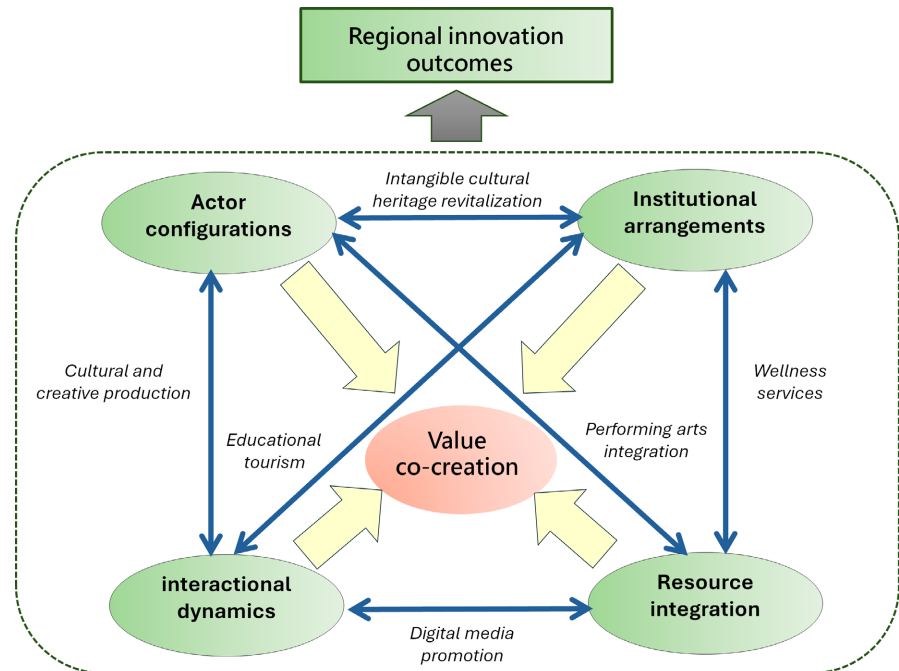 Regional innovation
outcomes
Intangible cultural
heritage revitalization
Actor
configurations
Institutional
arrangements
Cultural and
creative production
Wellness
services
Educational
tourism
Value
co-creation
Performing arts
integration
interactional
dynamics
Resource
integration
Digital media
promotion